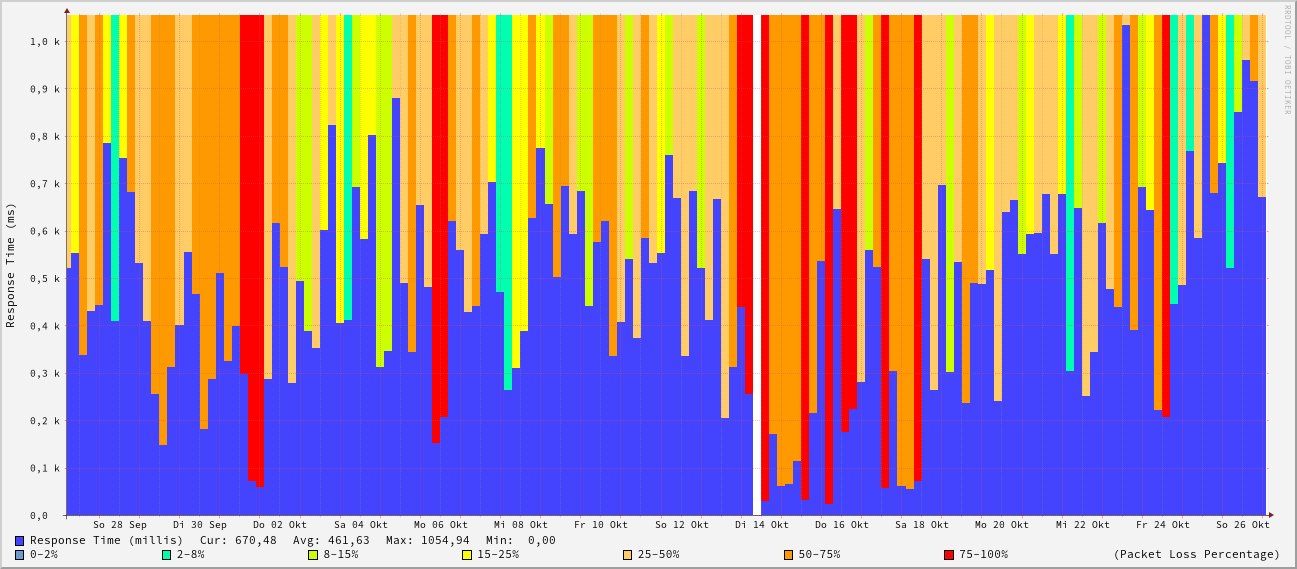 RRDTOOL / TOBI OETIKER
Response Time (ms)
1,0 k
0,9 k
0,8 k
0,7 k
0,6 k
0,5 k
0,4 k
0,3 k
0,2 k
0,1 k
0,0
So 28 Sep Di 30 Sep Do 02 Okt Sa 04 Okt Mo 06 Okt Mi 08 Okt Fr 10 Okt So 12 Okt Di 14 Okt Do 16 Okt Sa 18 Okt Mo 20 Okt Mi 22 Okt Fr 24 Okt So 26 Okt
Response Time (millis) Cur: 670,48 Avg: 461,63 Max: 1054,94 Min: 0,00
0-2% 2-8% 8-15% 15-25% 25-50% 50-75% 75-100% (Packet Loss Percentage)